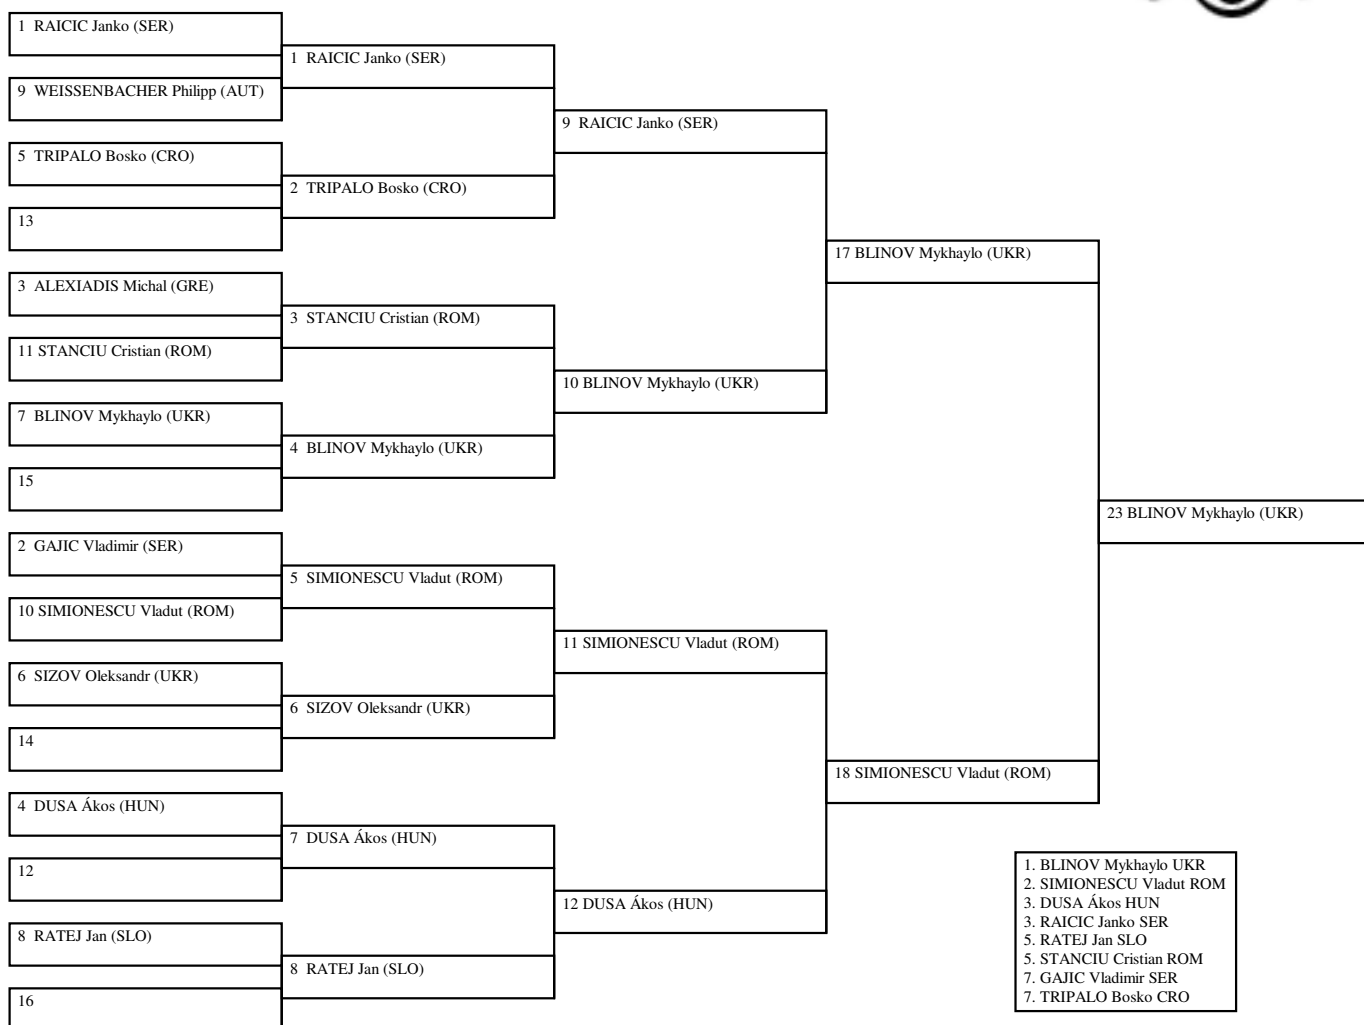 1 RAICIC Janko (SER)
9 WEISSENBACHER Philipp (AUT)
5 TRIPALO Bosko (CRO)
13
3 ALEXIADIS Michal (GRE)
11 STANCIU Cristian (ROM)
7 BLINOV Mykhaylo (UKR)
15
2 GAJIC Vladimir (SER)
10 SIMIONESCU Vladut (ROM)
6 SIZOV Oleksandr (UKR)
14
4 DUSA Ákos (HUN)
12
8 RATEJ Jan (SLO)
16
1 RAICIC Janko (SER)
2 TRIPALO Bosko (CRO)
3 STANCIU Cristian (ROM)
4 BLINOV Mykhaylo (UKR)
5 SIMIONESCU Vladut (ROM)
6 SIZOV Oleksandr (UKR)
7 DUSA Ákos (HUN)
8 RATEJ Jan (SLO)
9 RAICIC Janko (SER)
10 BLINOV Mykhaylo (UKR)
11 SIMIONESCU Vladut (ROM)
12 DUSA Ákos (HUN)
17 BLINOV Mykhaylo (UKR)
18 SIMIONESCU Vladut (ROM)
23 BLINOV Mykhaylo (UKR)
1. BLINOV Mykhaylo UKR
2. SIMIONESCU Vladut ROM
3. DUSA Ákos HUN
3. RAICIC Janko SER
5. RATEJ Jan SLO
5. STANCIU Cristian ROM
7. GAJIC Vladimir SER
7. TRIPALO Bosko CRO